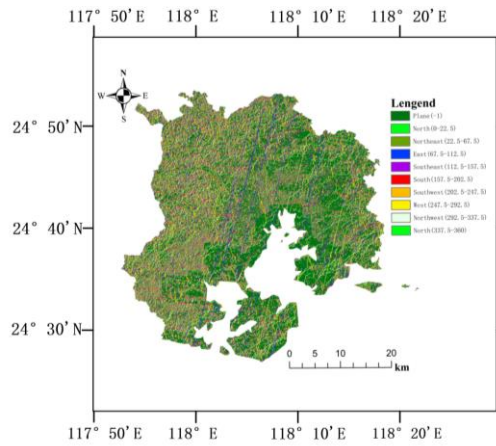 117° 50′ E 118° E 118° 10′ E 118° 20′ E
N
W E
S
24° 50′ N
24° 40′ N
24° 30′ N
Lengend
Plane(-1)
North(0-22.5)
Northeast(22.5-67.5)
East(67.5-112.5)
Southeast(112.5-157.5)
South(157.5-202.5)
Southwest(202.5-247.5)
West(247.5-292.5)
Northwest(292.5-337.5)
North(337.5-360)
0 5 10 20
km
117° 50′ E 118° E 118° 10′ E 118° 20′ E